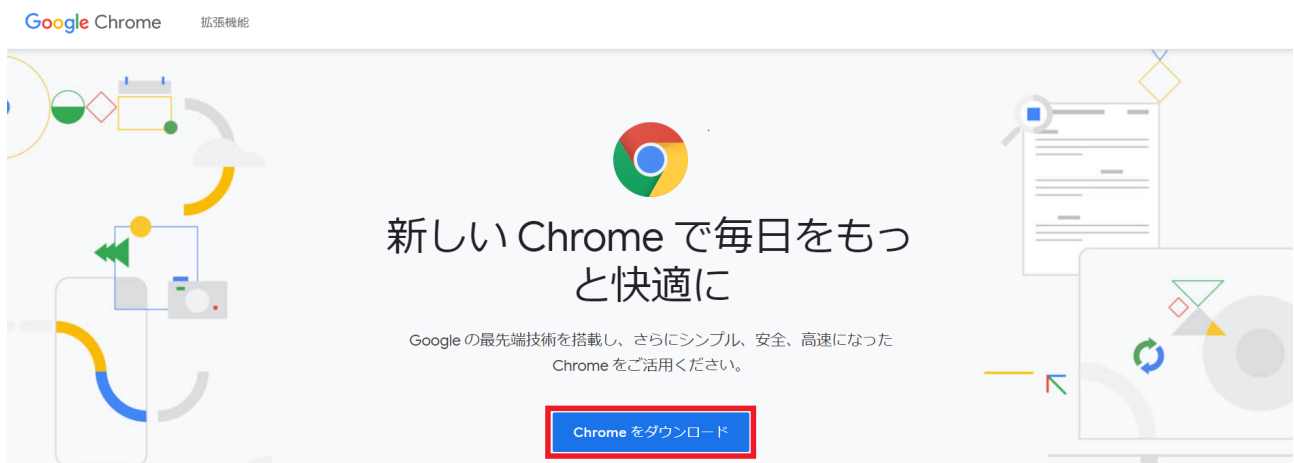 Google Chrome 拡張機能
新しい Chrome で毎日をもっ
と快適に
Google の最先端技術を搭載し、さらにシンプル、安全、高速になった
Chrome をご活用ください。
Chrome をダウンロード